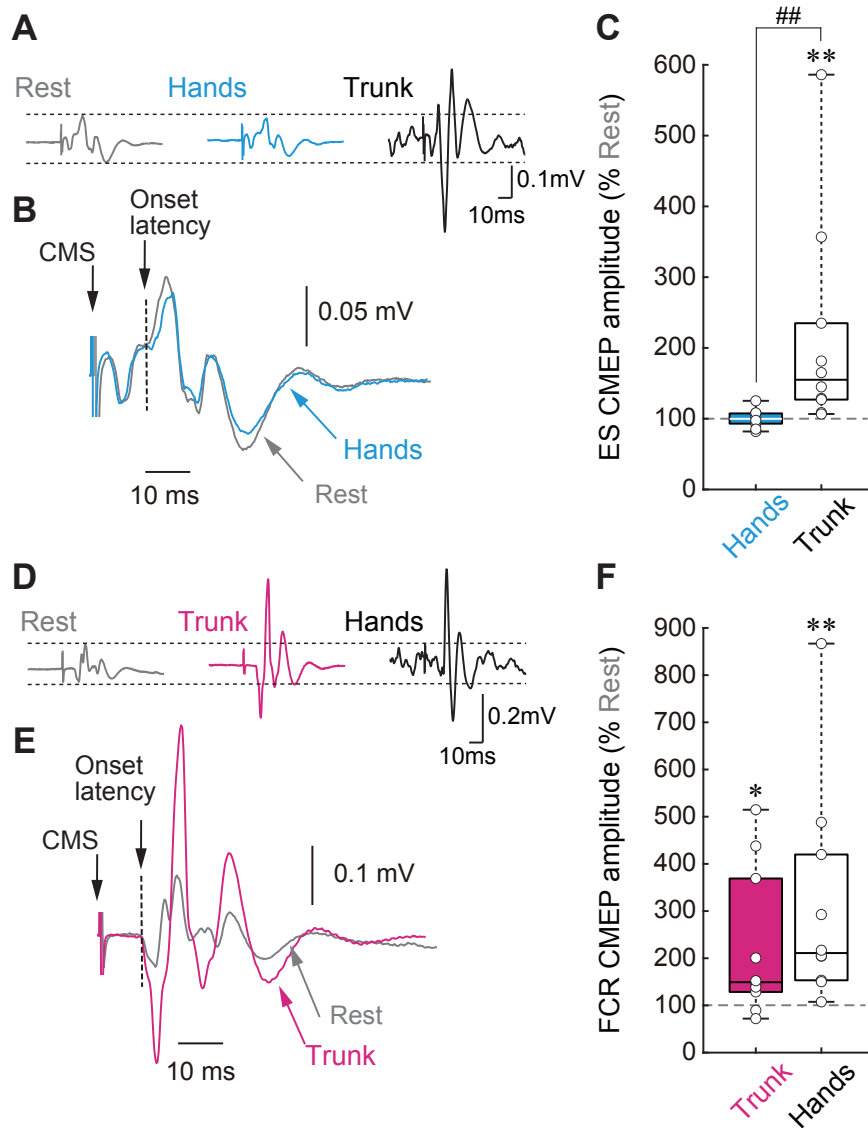 A
Rest
Hands
Trunk
0.1mV
10ms
B
Onset
latency
CMS
0.05 mV
Hands
Rest
10 ms
C
##
**
ES CMEP amplitude (% Rest)
600
500
400
300
200
100
0
Hands
Trunk
D
Rest
Trunk
Hands
0.2mV
10ms
E
Onset
latency
CMS
0.1 mV
Rest
Trunk
10 ms
F
**
*
FCR CMEP amplitude (% Rest)
900
800
700
600
500
400
300
200
100
0
Trunk
Hands